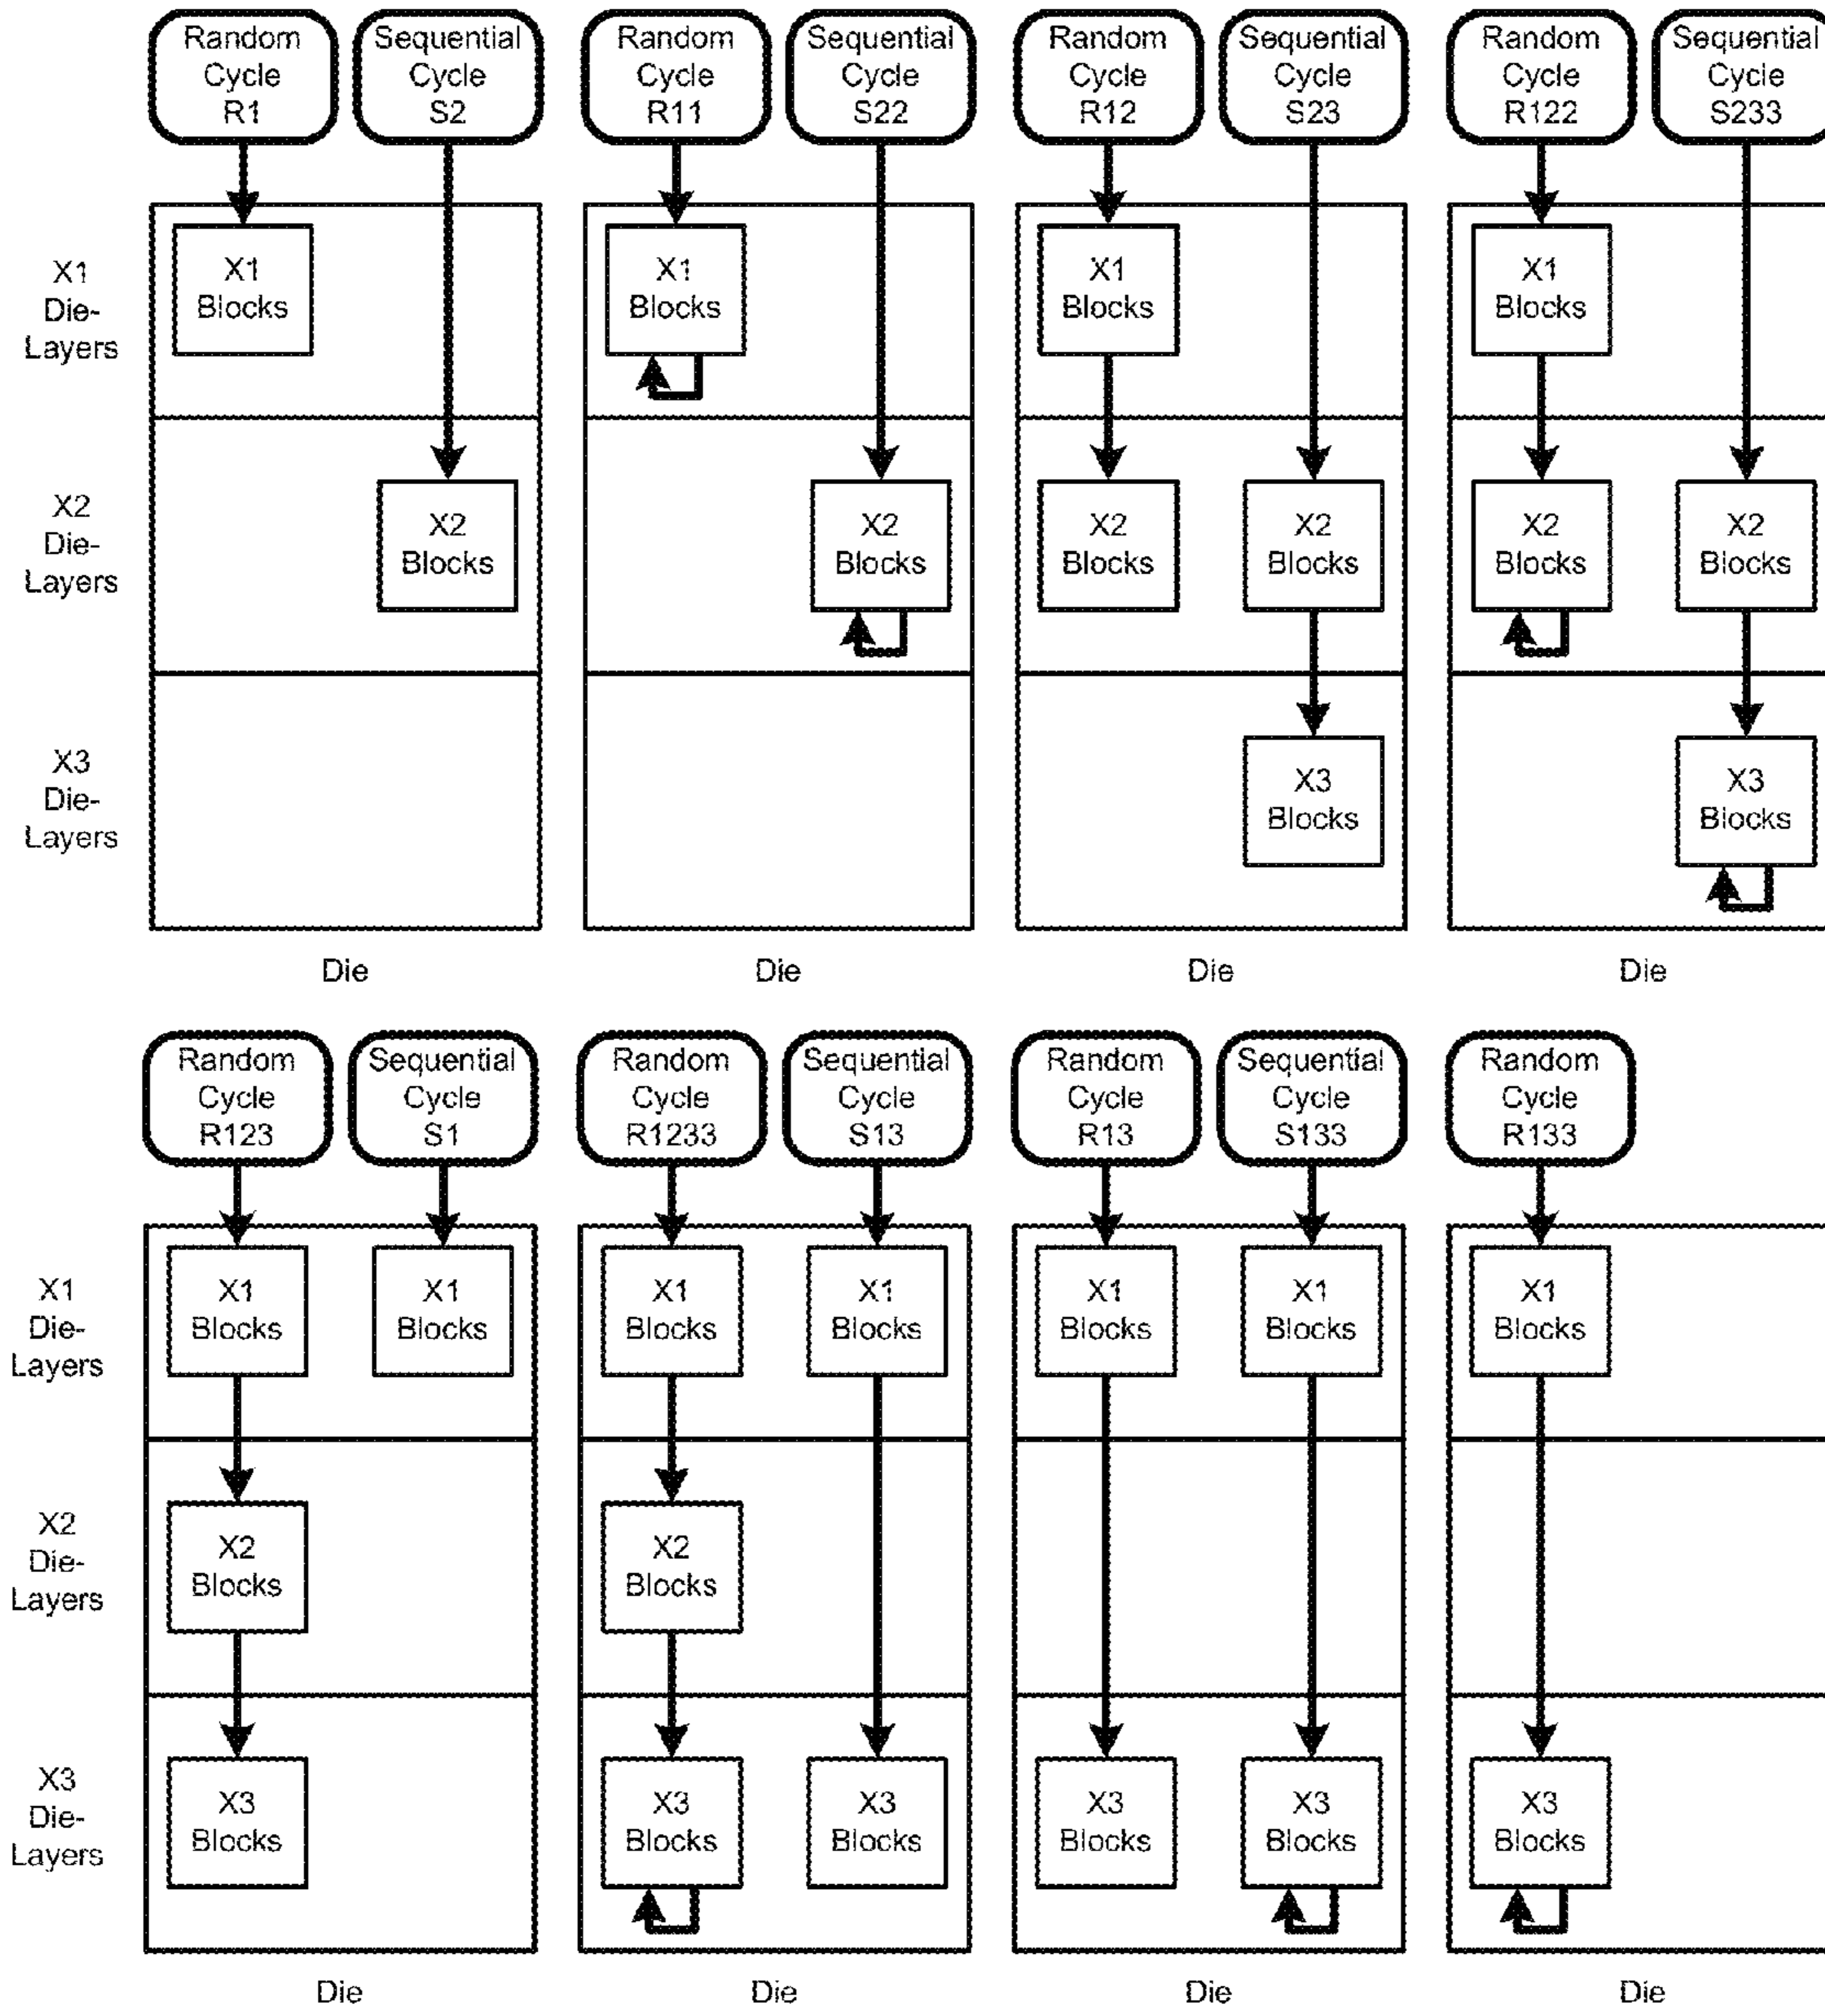 Random
Cycle
R1
Sequential
Cycle
S2
Random
Cycle
R11
Sequential
Cycle
S22
Random
Cycle
R12
Sequential
Cycle
S23
Random
Cycle
R122
Sequential
Cycle
S233
X1
Die-
Layers
X1
Blocks
X1
Blocks
X1
Blocks
X1
Blocks
X2
Die-
Layers
X2
Blocks
X2
Blocks
X2
Blocks
X2
Blocks
X2
Blocks
X2
Blocks
X3
Die-
Layers
X3
Blocks
X3
Blocks
Die
Die
Die
Die
Random
Cycle
R123
Sequential
Cycle
S1
Random
Cycle
R1233
Sequential
Cycle
S13
Random
Cycle
R13
Sequential
Cycle
S133
Random
Cycle
R133
X1
Die-
Layers
X1
Blocks
X1
Blocks
X1
Blocks
X1
Blocks
X1
Blocks
X1
Blocks
X1
Blocks
X2
Die-
Layers
X2
Blocks
X2
Blocks
X3
Die-
Layers
X3
Blocks
X3
Blocks
X3
Blocks
X3
Blocks
X3
Blocks
X3
Blocks
Die
Die
Die
Die